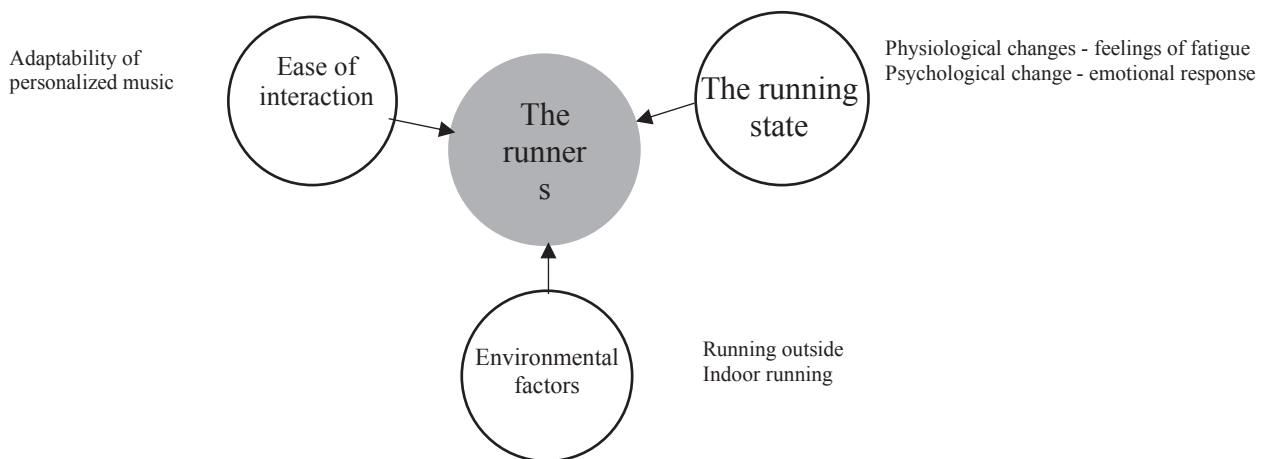 Adaptability of
personalized music
Ease of
interaction
The
runner
s
The running
state
Physiological changes - feelings of fatigue
Psychological change - emotional response
Environmental
factors
Running outside
Indoor running